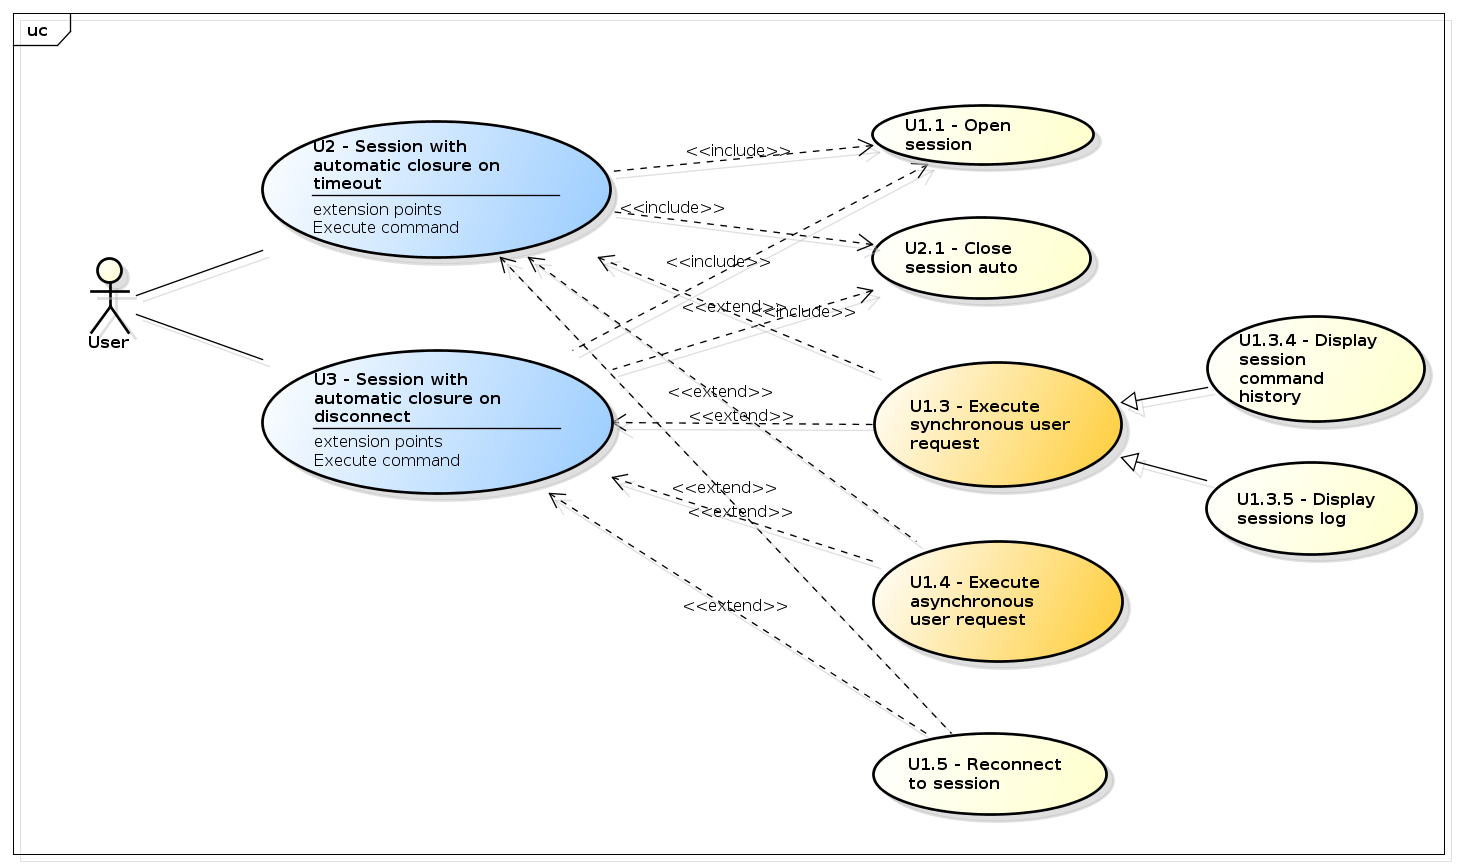 uc
U2 - Session with
automatic closure on
timeout
extension points
Execute command
User
U3 - Session with
automatic closure on
disconnect
extension points
Execute command
<<include>>
<<include>>
<<include>>
<<extend>>
<<include>>
<<extend>>
<<extend>>
<<extend>>
<<extend>>
<<extend>>
U1.1 - Open
session
U2.1 - Close
session auto
U1.3 - Execute
synchronous user
request
U1.3.4 - Display
session
command
history
U1.3.5 - Display
sessions log
U1.4 - Execute
asynchronous
user request
U1.5 - Reconnect
to session